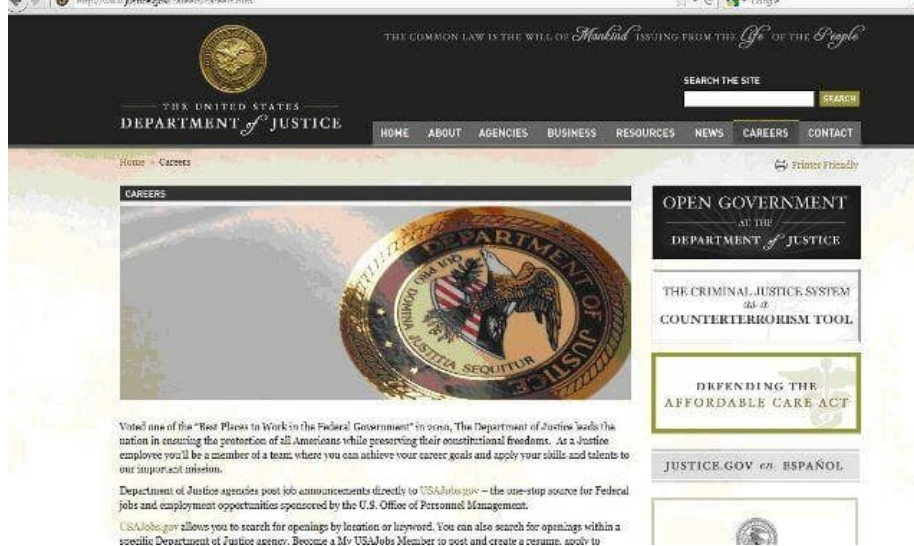 http://www.justice.gov/careers/careers.html
Google
THE COMMON LAW IS THE WILL OF Mankind ISSUING FROM THE Life OF THE People
SEARCH THE SITE
SEARCH
THE UNITED STATES
DEPARTMENT of JUSTICE
HOME ABOUT AGENCIES BUSINESS RESOURCES NEWS CAREERS CONTACT
Home » Careers
Printer Friendly
CAREERS
DEPARTMENT OF JUSTICE
QUI PRO DOMINA JUSTITIA SEQUITUR
Voted one of the "Best Places to Work in the Federal Government" in 2010, The Department of Justice leads the
nation in ensuring the protection of all Americans while preserving their constitutional freedoms. As a Justice
employee you'll be a member of a team where you can achieve your career goals and apply your skills and talents to
our important mission.
Department of Justice agencies post job announcements directly to USAJobs.gov – the one-stop source for Federal
jobs and employment opportunities sponsored by the U.S. Office of Personnel Management.
USAJobs.gov allows you to search for openings by location or keyword. You can also search for openings within a
specific Department of Justice agency. Become a My USAJobs Member to post and create a resume, apply to
OPEN GOVERNMENT
AT THE
DEPARTMENT of JUSTICE
THE CRIMINAL JUSTICE SYSTEM
as a
COUNTERTERRORISM TOOL
DEFENDING THE
AFFORDABLE CARE ACT
JUSTICE.GOV en ESPAÑOL